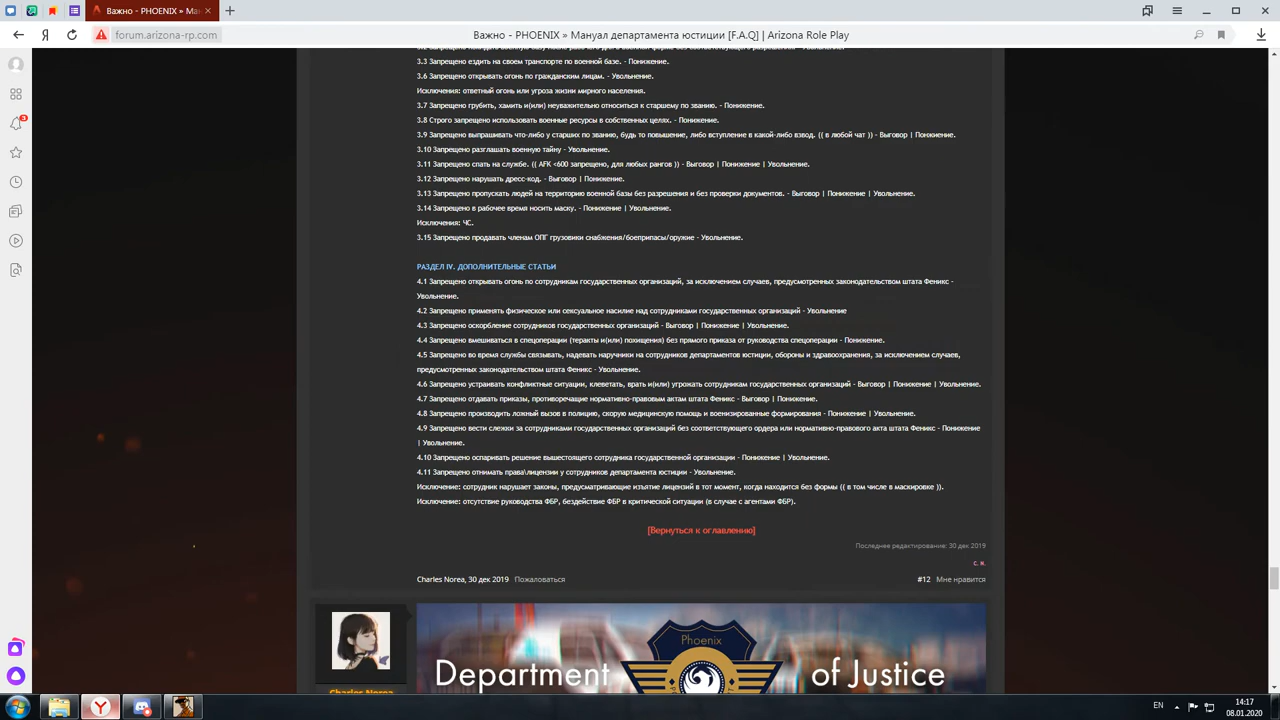 Важно - PHOENIX » Ма
forum.arizona-rp.com
Важно - PHOENIX » Мануал департамента юстиции [F.A.Q] | Arizona Role Play
3.3 Запрещено ездить на своем транспорте по военной базе. - Понижение.
3.6 Запрещено открывать огонь по гражданским лицам. - Увольнение.
Исключения: ответный огонь или угроза жизни мирного населения.
3.7 Запрещено грубить, хамить и(или) неуважительно относиться к старшему по званию. - Понижение.
3.8 Строго запрещено использовать военные ресурсы в собственных целях. - Понижение.
3.9 Запрещено выпрашивать что-либо у старших по званию, будь то повышение, либо вступление в какой-либо взвод. (( в любой чат )) - Выговор | Понжиение.
3.10 Запрещено разглашать военную тайну - Увольнение.
3.11 Запрещено спать на службе. (( AFK <600 запрещено, для любых рангов )) - Выговор | Понижение | Увольнение.
3.12 Запрещено нарушать дресс-код. - Выговор | Понижение.
3.13 Запрещено пропускать людей на территорию военной базы без разрешения и без проверки документов. - Выговор | Понижение | Увольнение.
3.14 Запрещено в рабочее время носить маску. - Понижение | Увольнение.
Исключения: ЧС.
3.15 Запрещено продавать членам ОПГ грузовики снабжения/боеприпасы/оружие - Увольнение.
РАЗДЕЛ IV. ДОПОЛНИТЕЛЬНЫЕ СТАТЬИ
4.1 Запрещено открывать огонь по сотрудникам государственных организаций, за исключением случаев, предусмотренных законодательством штата Феникс -
Увольнение.
4.2 Запрещено применять физическое или сексуальное насилие над сотрудниками государственных организаций - Увольнение
4.3 Запрещено оскорбление сотрудников государственных организаций - Выговор | Понижение | Увольнение.
4.4 Запрещено вмешиваться в спецоперации (теракты и(или) похищения) без прямого приказа от руководства спецоперации - Понижение.
4.5 Запрещено во время службы связывать, надевать наручники на сотрудников департаментов юстиции, обороны и здравоохранения, за исключением случаев,
предусмотренных законодательством штата Феникс - Увольнение.
4.6 Запрещено устраивать конфликтные ситуации, клеветать, врать и(или) угрожать сотрудникам государственных организаций - Выговор | Понижение | Увольнение.
4.7 Запрещено отдавать приказы, противоречащие нормативно-правовым актам штата Феникс - Выговор | Понижение.
4.8 Запрещено производить ложный вызов в полицию, скорую медицинскую помощь и военизированные формирования - Понижение | Увольнение.
4.9 Запрещено вести слежки за сотрудниками государственных организаций без соответствующего ордера или нормативно-правового акта штата Феникс - Понижение
| Увольнение.
4.10 Запрещено оспаривать решение вышестоящего сотрудника государственной организации - Понижение | Увольнение.
4.11 Запрещено отнимать права\лицензии у сотрудников департамента юстиции - Увольнение.
Исключение: сотрудник нарушает законы, предусматривающие изъятие лицензий в тот момент, когда находится без формы (( в том числе в маскировке )).
Исключение: отсутствие руководства ФБР, бездействие ФБР в критической ситуации (в случае с агентами ФБР).
[Вернуться к оглавлению]
Последнее редактирование: 30 дек 2019
C. N.
Charles Norea, 30 дек 2019 Пожаловаться
#12 Мне нравится
Phoenix
Department of Justice
Charles Norea
EN
14:17
08.01.2020